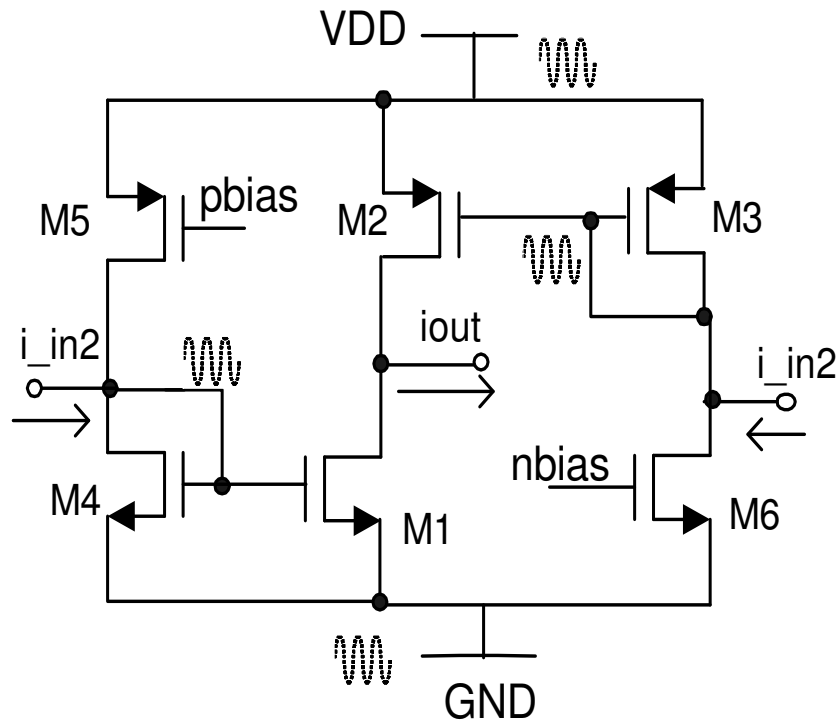 VDD
M5
pbias
M2
M3
i_in2
iout
i_in2
M4
M1
nbias
M6
GND